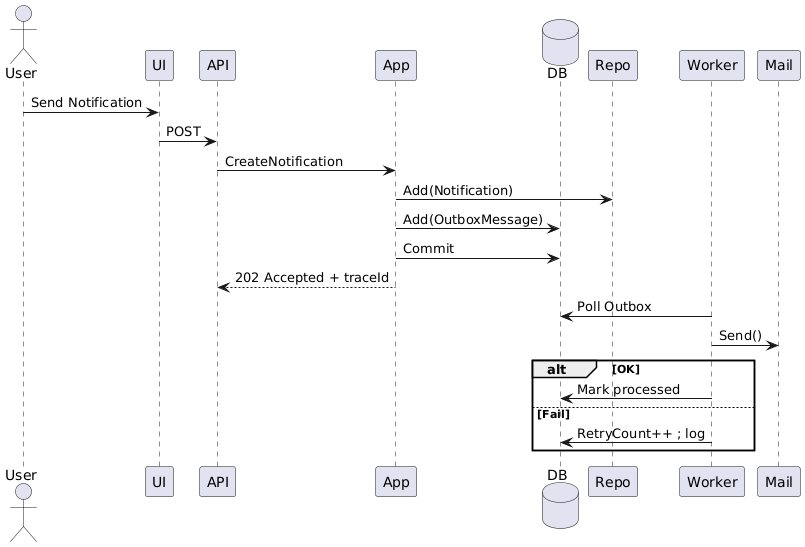 User
UI
API
App
DB
Repo
Worker
Mail
Send Notification
POST
CreateNotification
Add(Notification)
Add(OutboxMessage)
Commit
202 Accepted + traceId
Poll Outbox
Send()
alt [OK]
Mark processed
[Fail]
RetryCount++ ; log
User
UI
API
App
DB
Repo
Worker
Mail